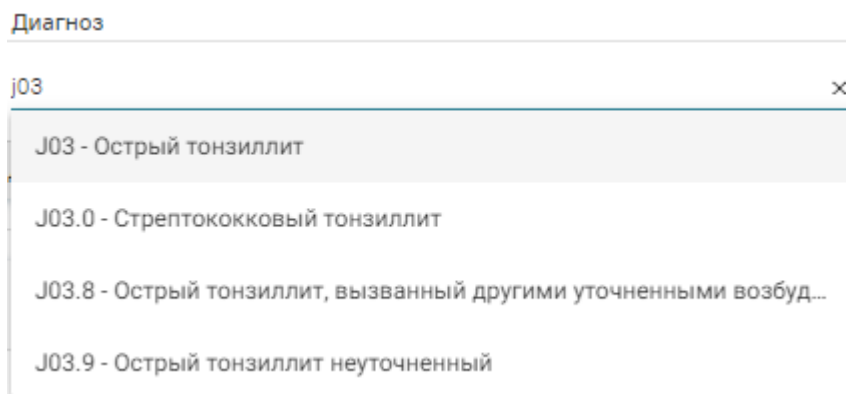 Диагноз
j03
J03 - Острый тонзиллит
J03.0 - Стрептококковый тонзиллит
J03.8 - Острый тонзиллит, вызванный другими уточненными возбуд...
J03.9 - Острый тонзиллит неуточненный